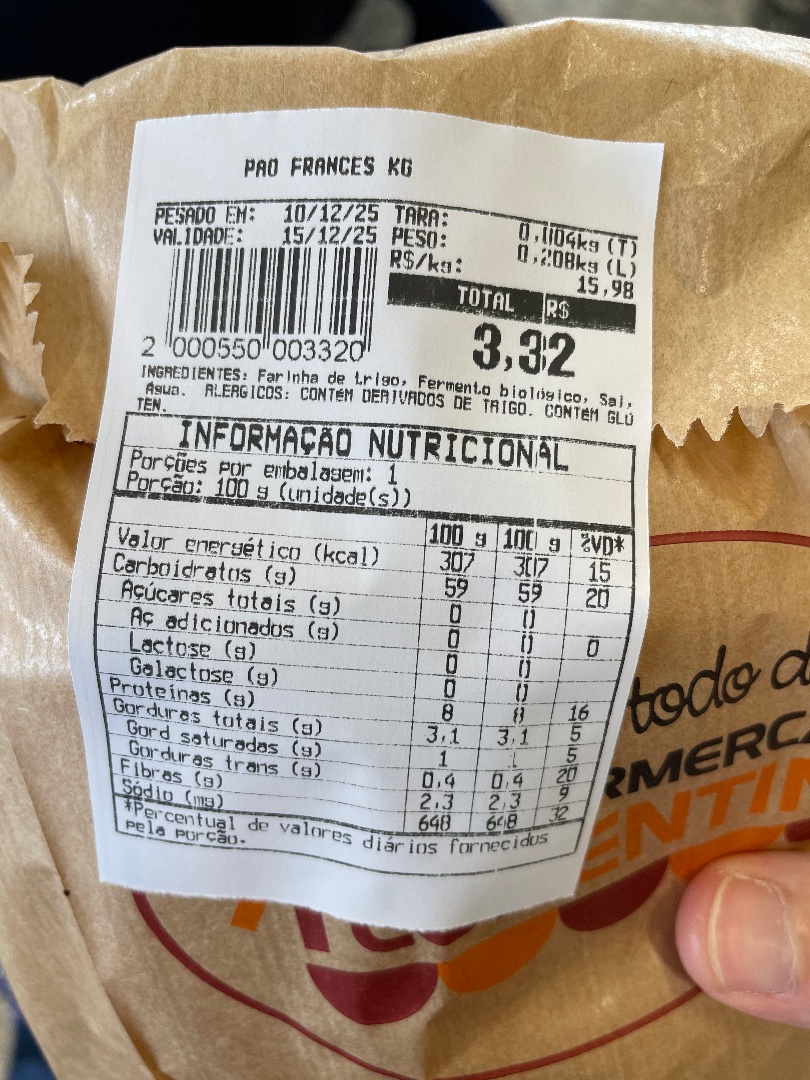 PAO FRANCES KG
PESADO EM: 10/12/25 TARA: 0,004kg (T)
VALIDADE: 15/12/25 PESO: 0,208kg (L)
R$/kg: 15,98
TOTAL R$
3,32
2 000550 003320
INGREDIENTES: Farinha de trigo, Fermento biológico, Sal,
Água. ALERGICOS: CONTÉM DERIVADOS DE TRIGO. CONTÉM GLÚ
TEN.
INFORMAÇÃO NUTRICIONAL
Porções por embalagem: 1
Porção: 100 g (unidade(s))
100 g 100 g %VD*
Valor energético (kcal) 307 307 15
Carboidratos (g) 59 59 20
Açúcares totais (g) 0 0
Aç adicionados (g) 0 0 0
Lactose (g) 0 0
Galactose (g) 0 0
Proteínas (g) 8 8 16
Gorduras totais (g) 3,1 3,1 5
Gord saturadas (g) 1 1 5
Gorduras trans (g) 0,4 0,4 20
Fibras (g) 2,3 2,3 9
Sódio (mg) 648 648 32
*Percentual de valores diários fornecidos
pela porção.
todo d
RMERCA
ENTIN